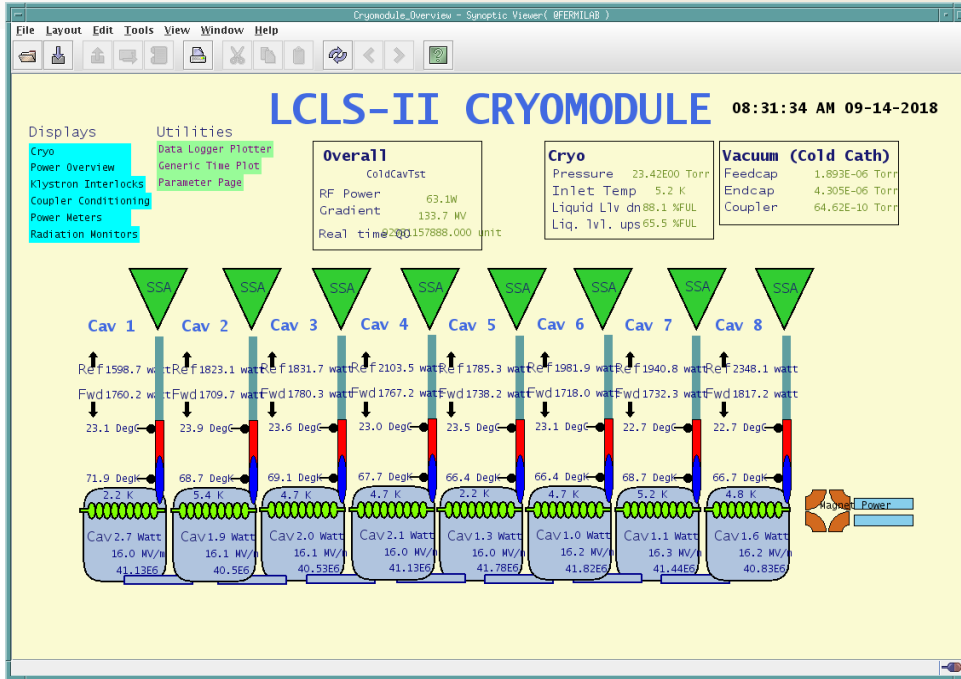 Cryomodule_Overview - Synoptic Viewer( @FERMILAB )
File Layout Edit Tools View Window Help
LCLS-II CRYOMODULE 08:31:34 AM 09-14-2018
Displays
Cryo
Power Overview
Klystron Interlocks
Coupler Conditioning
Power Meters
Radiation Monitors
Utilities
Data Logger Plotter
Generic Time Plot
Parameter Page
Overall
ColdCavTst
RF Power 63.1W
Gradient 133.7 MV
Real time unit
Cryo
Pressure 23.42E00 Torr
Inlet Temp 5.2 K
Liquid Llv dn 88.1 %FUL
Liq. lvl. ups 65.5 %FUL
Vacuum (Cold Cath)
Feedcap 1.893E-06 Torr
Endcap 4.305E-06 Torr
Coupler 64.62E-10 Torr
SSA SSA SSA SSA SSA SSA SSA SSA
Cav 1 Cav 2 Cav 3 Cav 4 Cav 5 Cav 6 Cav 7 Cav 8
Ref 1598.7 watt Ref 1823.1 watt Ref 1831.7 watt Ref 2103.5 watt Ref 1785.3 watt Ref 1981.9 watt Ref 1940.8 watt Ref 2348.1 watt
Fwd 1760.2 watt Fwd 1709.7 watt Fwd 1780.3 watt Fwd 1767.2 watt Fwd 1738.2 watt Fwd 1718.0 watt Fwd 1732.3 watt Fwd 1817.2 watt
23.1 DegC 23.9 DegC 23.6 DegC 23.0 DegC 23.5 DegC 23.1 DegC 22.7 DegC 22.7 DegC
71.9 DegK 68.7 DegK 69.1 DegK 67.7 DegK 66.4 DegK 66.4 DegK 68.7 DegK 66.7 DegK
2.2 K 5.4 K 4.7 K 4.7 K 2.2 K 4.7 K 5.2 K 4.8 K
Magnet Power
Cav 2.7 Watt Cav 1.9 Watt Cav 2.0 Watt Cav 2.1 Watt Cav 1.3 Watt Cav 1.0 Watt Cav 1.1 Watt Cav 1.6 Watt
16.0 MV/m 16.1 MV/m 16.1 MV/m 16.0 MV/m 16.0 MV/m 16.2 MV/m 16.3 MV/m 16.2 MV/m
41.13E6 40.5E6 40.53E6 41.13E6 41.78E6 41.82E6 41.44E6 40.83E6